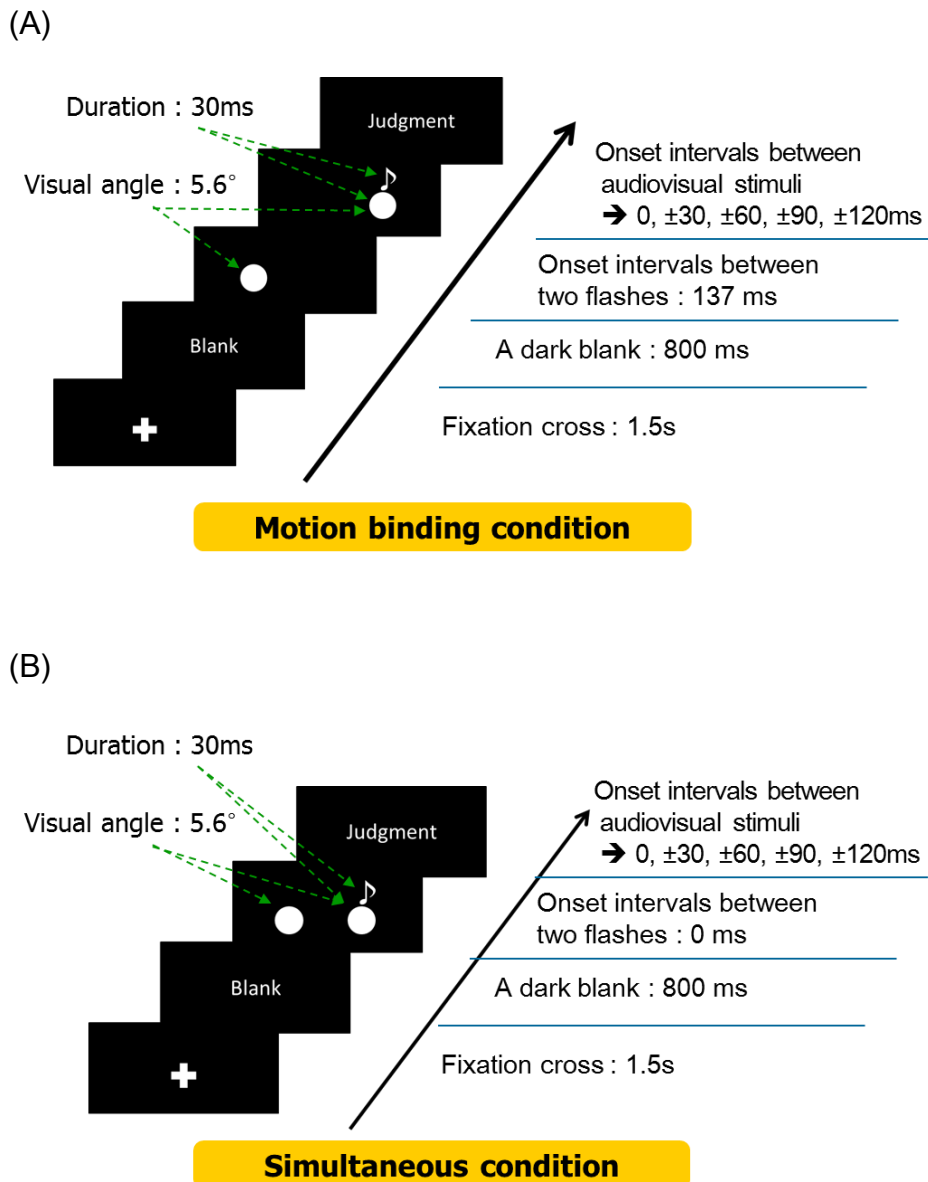 (A)
Duration : 30ms
Judgment
Visual angle : 5.6°
♪
Onset intervals between
audiovisual stimuli
➔ 0, ±30, ±60, ±90, ±120ms
Onset intervals between
two flashes : 137 ms
Blank
A dark blank : 800 ms
Fixation cross : 1.5s
Motion binding condition
(B)
Duration : 30ms
Judgment
Visual angle : 5.6°
♪
Onset intervals between
audiovisual stimuli
➔ 0, ±30, ±60, ±90, ±120ms
Onset intervals between
two flashes : 0 ms
Blank
A dark blank : 800 ms
Fixation cross : 1.5s
Simultaneous condition